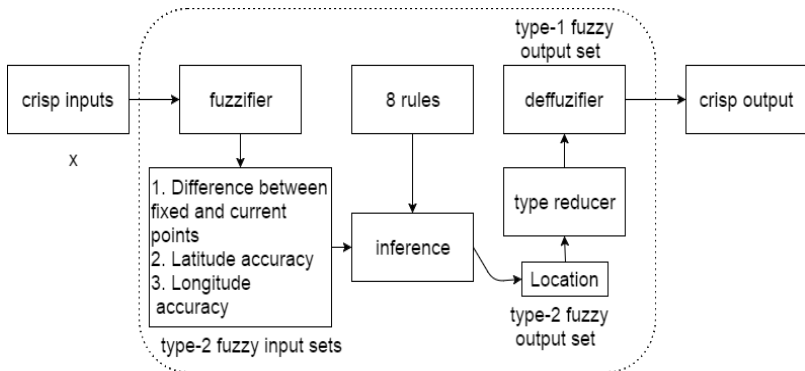 type-1 fuzzy
output set
crisp inputs
fuzzifier
8 rules
deffuzifier
crisp output
x
1. Difference between
fixed and current
points
2. Latitude accuracy
3. Longitude
accuracy
inference
type reducer
Location
type-2 fuzzy input sets
type-2 fuzzy
output set